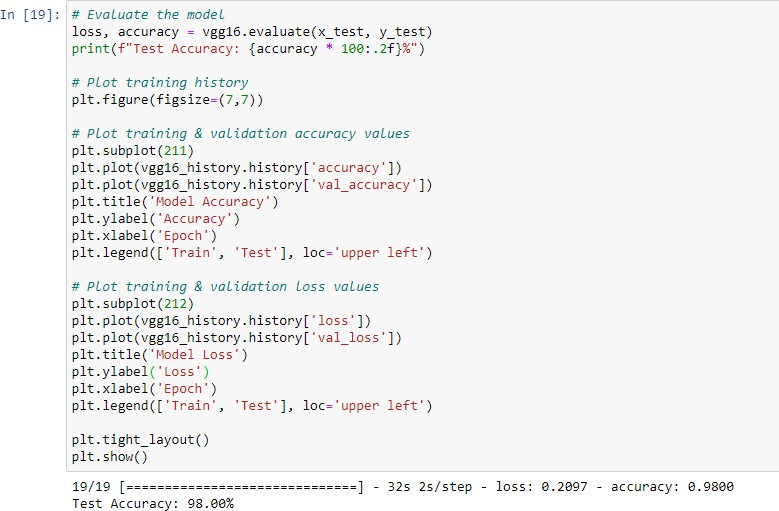 In [19]: # Evaluate the model
loss, accuracy = vgg16.evaluate(x_test, y_test)
print(f"Test Accuracy: {accuracy * 100:.2f}%")

# Plot training history
plt.figure(figsize=(7,7))

# Plot training & validation accuracy values
plt.subplot(211)
plt.plot(vgg16_history.history['accuracy'])
plt.plot(vgg16_history.history['val_accuracy'])
plt.title('Model Accuracy')
plt.ylabel('Accuracy')
plt.xlabel('Epoch')
plt.legend(['Train', 'Test'], loc='upper left')

# Plot training & validation loss values
plt.subplot(212)
plt.plot(vgg16_history.history['loss'])
plt.plot(vgg16_history.history['val_loss'])
plt.title('Model Loss')
plt.ylabel('Loss')
plt.xlabel('Epoch')
plt.legend(['Train', 'Test'], loc='upper left')

plt.tight_layout()
plt.show()

19/19 [==============================] - 32s 2s/step - loss: 0.2097 - accuracy: 0.9800
Test Accuracy: 98.00%